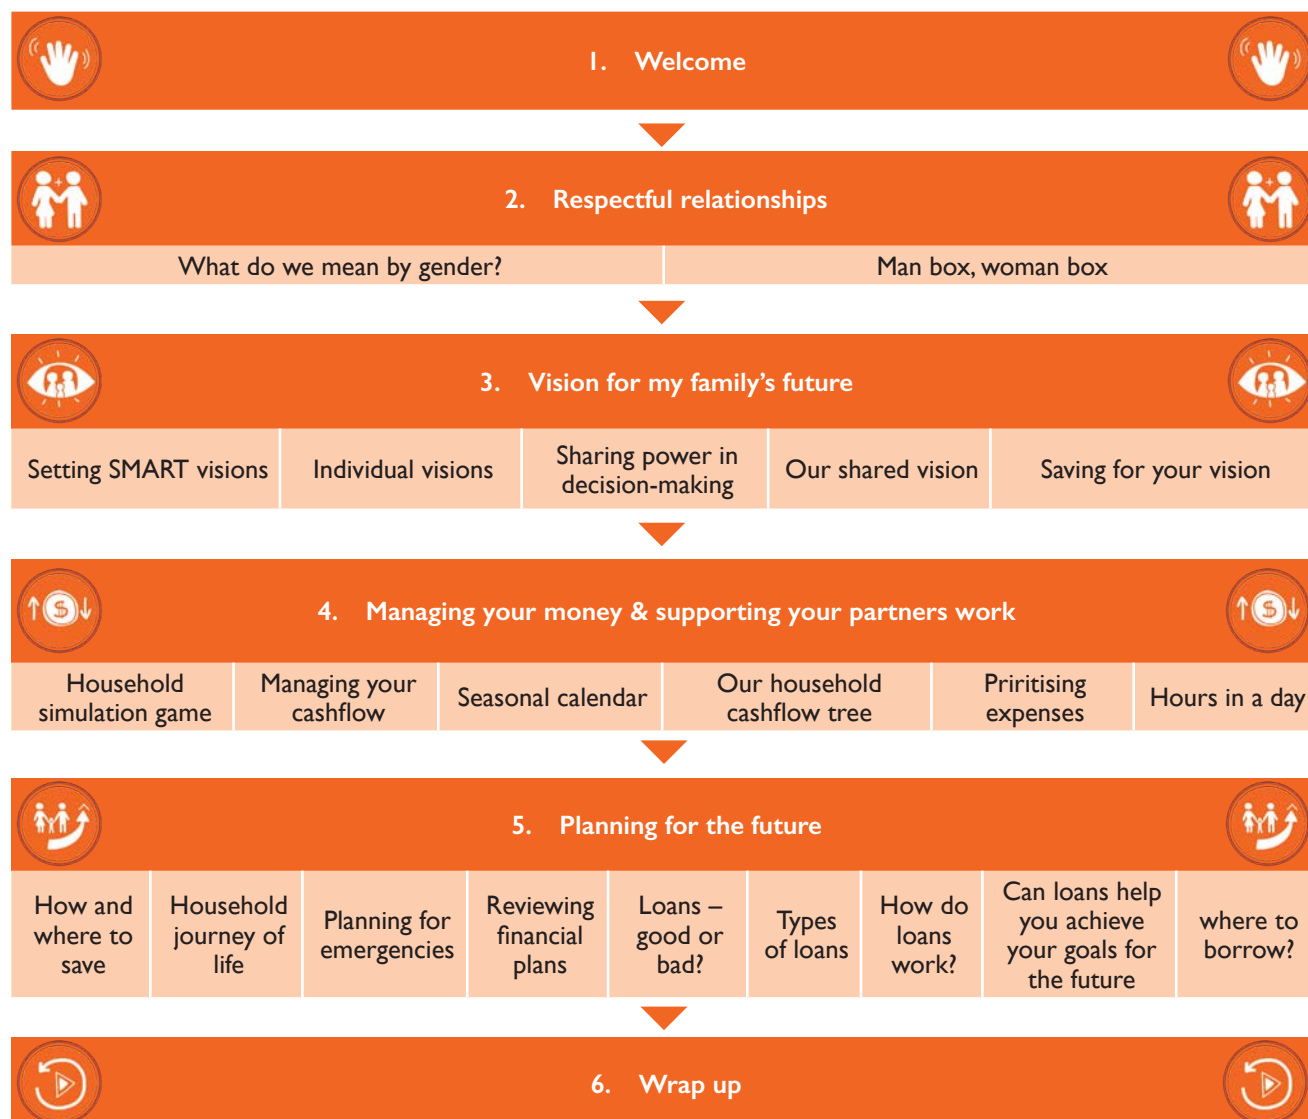 1. Welcome
2. Respectful relationships
What do we mean by gender?
Man box, woman box
3. Vision for my family's future
Setting SMART visions
Individual visions
Sharing power in
decision-making
Our shared vision
Saving for your vision
4. Managing your money & supporting your partners work
Household
simulation game
Managing your
cashflow
Seasonal calendar
Our household
cashflow tree
Priritising
expenses
Hours in a day
5. Planning for the future
How and
where to
save
Household
journey of
life
Planning for
emergencies
Reviewing
financial
plans
Loans –
good or
bad?
Types
of loans
How do
loans
work?
Can loans help
you achieve
your goals for
the future
where to
borrow?
6. Wrap up